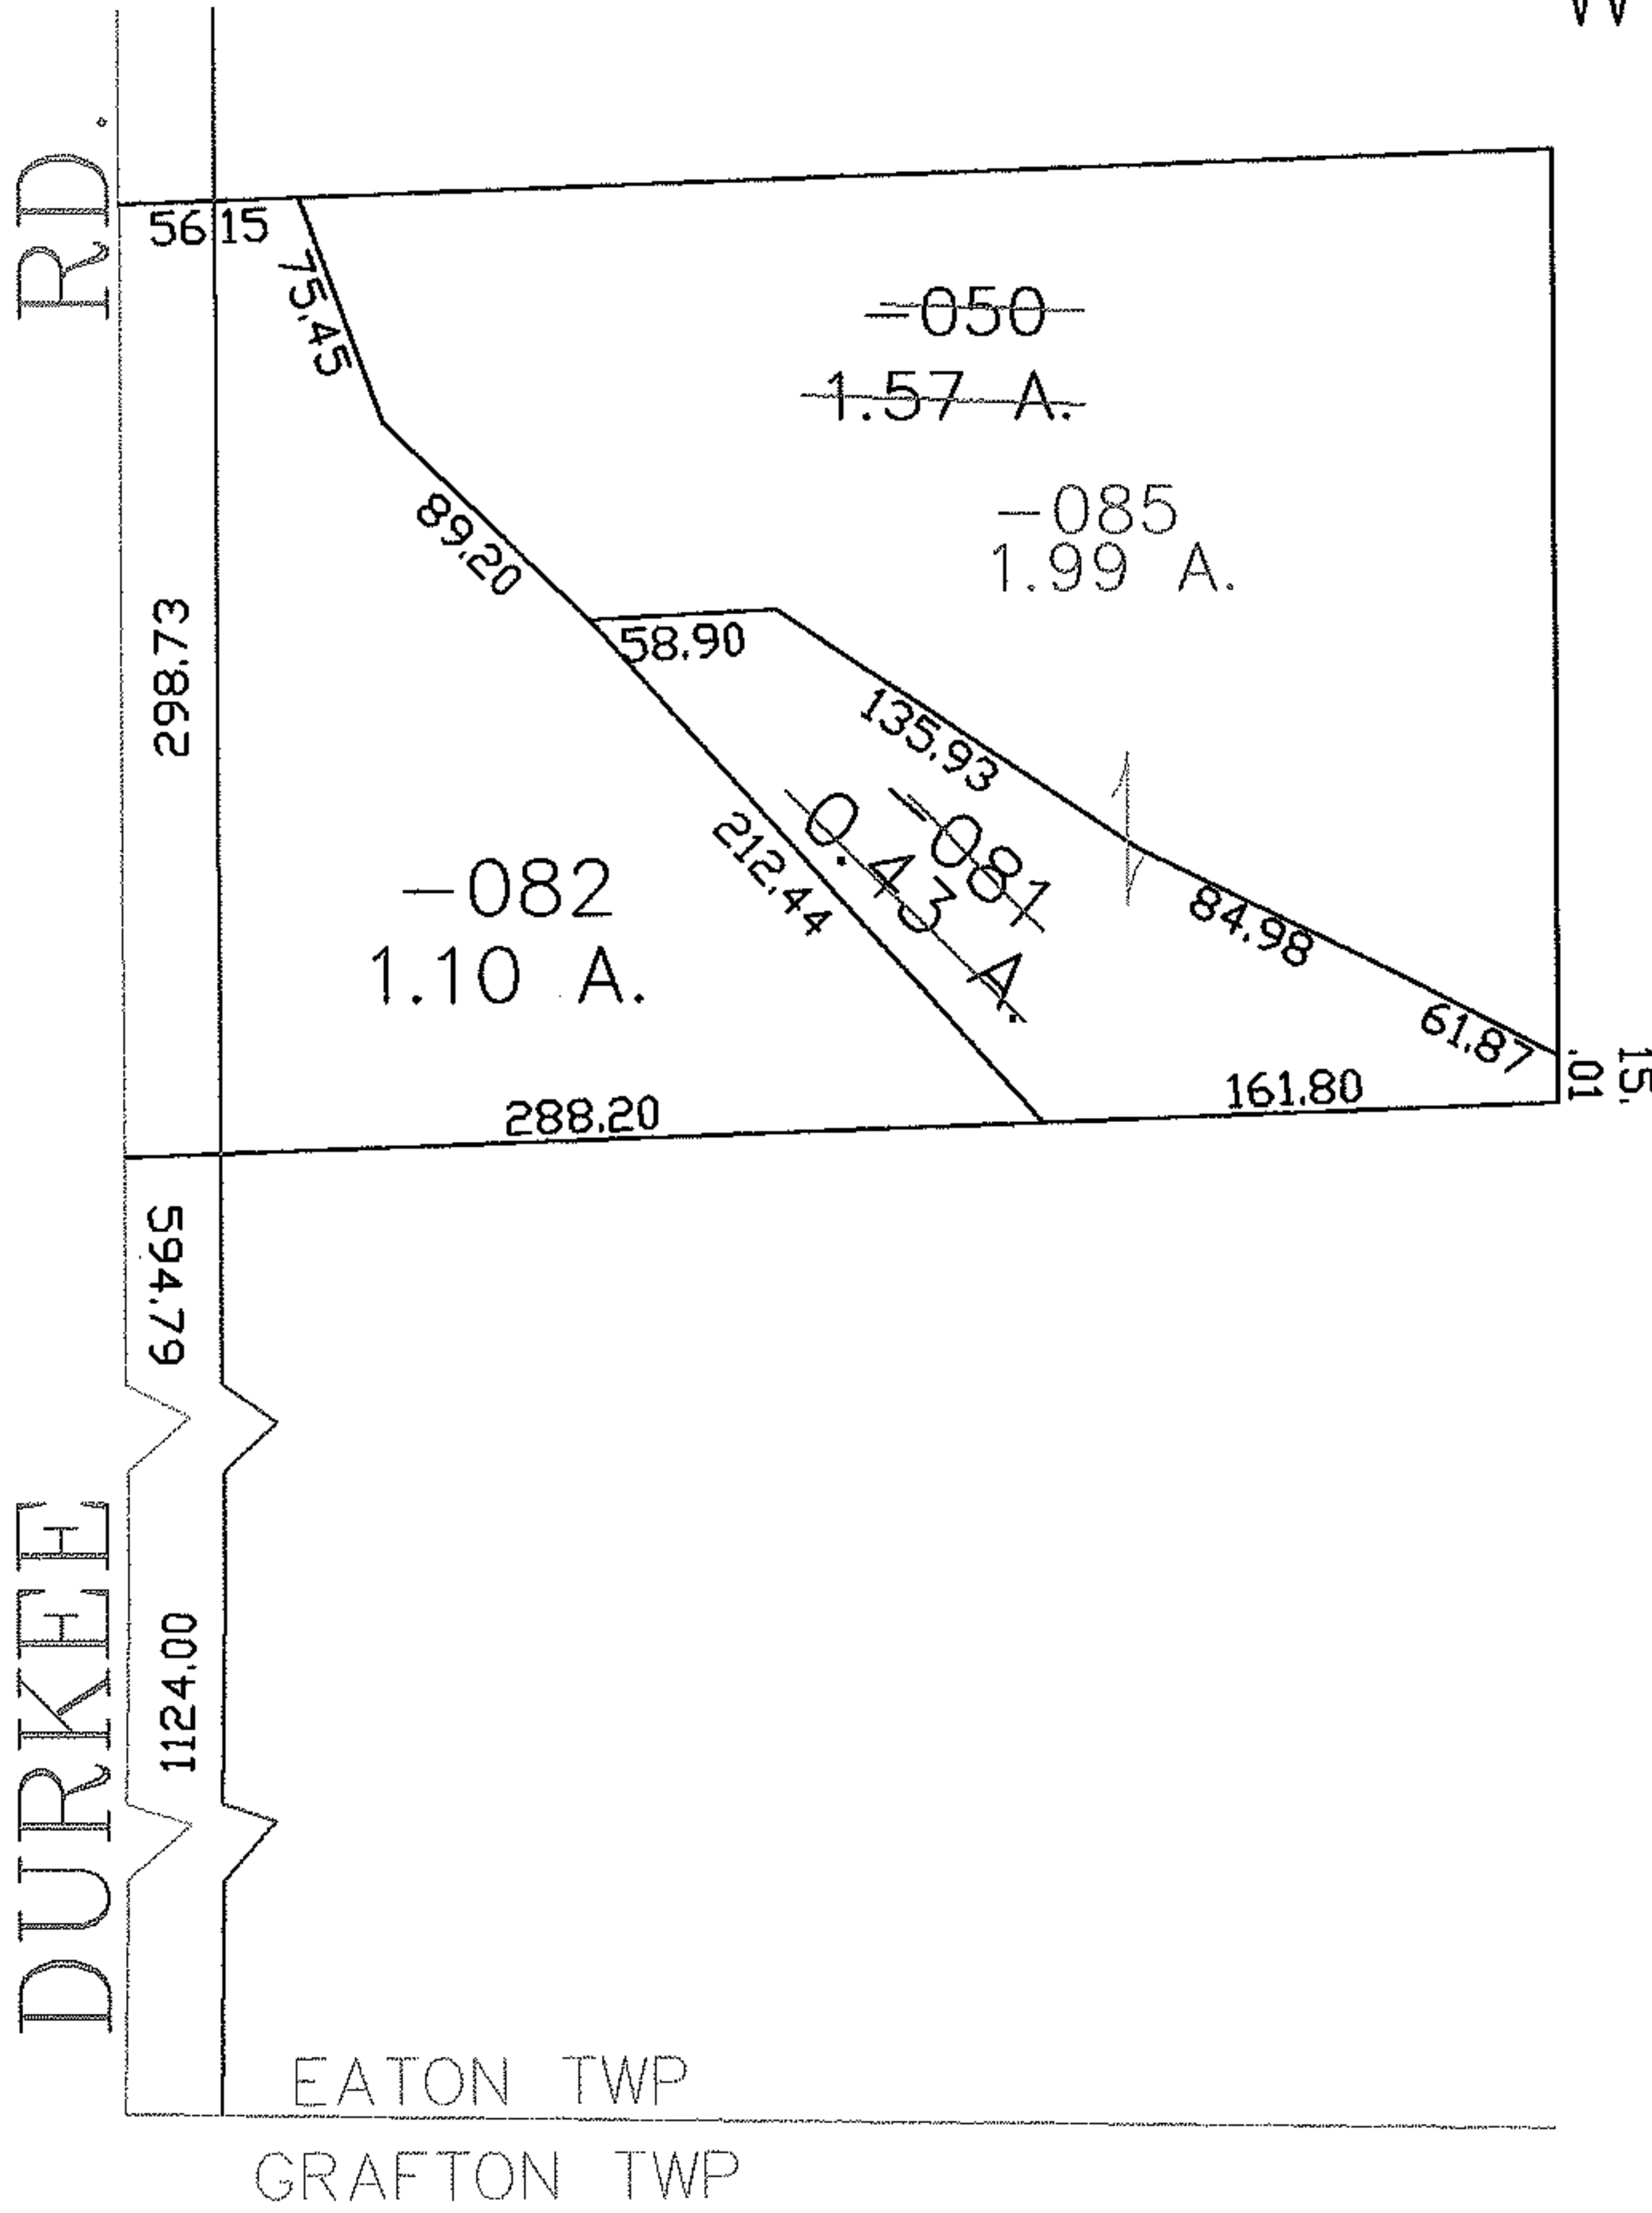 RD.
56.15
75.45
-050
1.57 A.
89.20
-085
1.99 A.
298.73
58.90
135.93
-081
0.43 A.
212.44
-082
1.10 A.
84.98
61.87
15.
.01
161.80
288.20
594.79
1124.00
DURKEE
EATON TWP
GRAFTON TWP